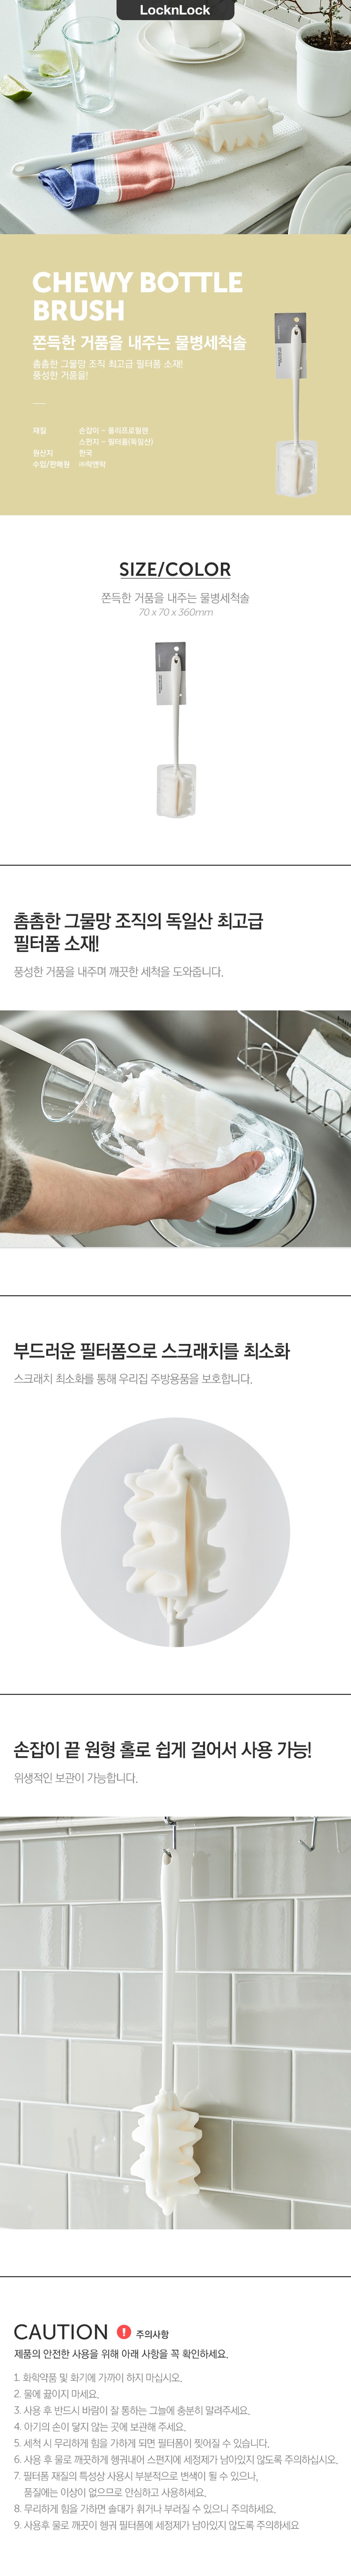 LocknLock
CHEWY BOTTLE
BRUSH
쫀득한 거품을 내주는 물병세척솔
촘촘한 그물망 조직 최고급 필터폼 소재!
풍성한 거품을!
재질 손접이 - 폴리프로필렌
스펀지 - 필터폼(독일산)
원산지 한국
수입/판매원 ㈜락앤락
SIZE/COLOR
쫀득한 거품을 내주는 물병세척솔
70 x 70 x 360mm
촘촘한 그물망 조직의 독일산 최고급
필터폼 소재!
풍성한 거품을 내주며 깨끗한 세척을 도와줍니다.
부드러운 필터폼으로 스크래치를 최소화
스크래치 최소화를 통해 우리집 주방용품을 보호합니다.
손잡이 끝 원형 홀로 쉽게 걸어서 사용 가능!
위생적인 보관이 가능합니다.
CAUTION ! 주의사항
제품의 안전한 사용을 위해 아래 사항을 꼭 확인하세요.
1. 화학약품 및 화기에 가까이 하지 마십시오.
2. 물에 끓이지 마세요.
3. 사용 후 반드시 바람이 잘 통하는 그늘에 충분히 말려주세요.
4. 아기의 손이 닿지 않는 곳에 보관해 주세요.
5. 세척 시 무리하게 힘을 가하게 되면 필터폼이 찢어질 수 있습니다.
6. 사용 후 물로 깨끗하게 헹궈내어 스펀지에 세정제가 남아있지 않도록 주의하십시오.
7. 필터폼 재질의 특성상 사용시 부분적으로 변색이 될 수 있으나,
품질에는 이상이 없으므로 안심하고 사용하세요.
8. 무리하게 힘을 가하면 솔대가 휘거나 부러질 수 있으니 주의하세요.
9. 사용후 물로 깨끗이 헹궈 필터폼에 세정제가 남아있지 않도록 주의하세요